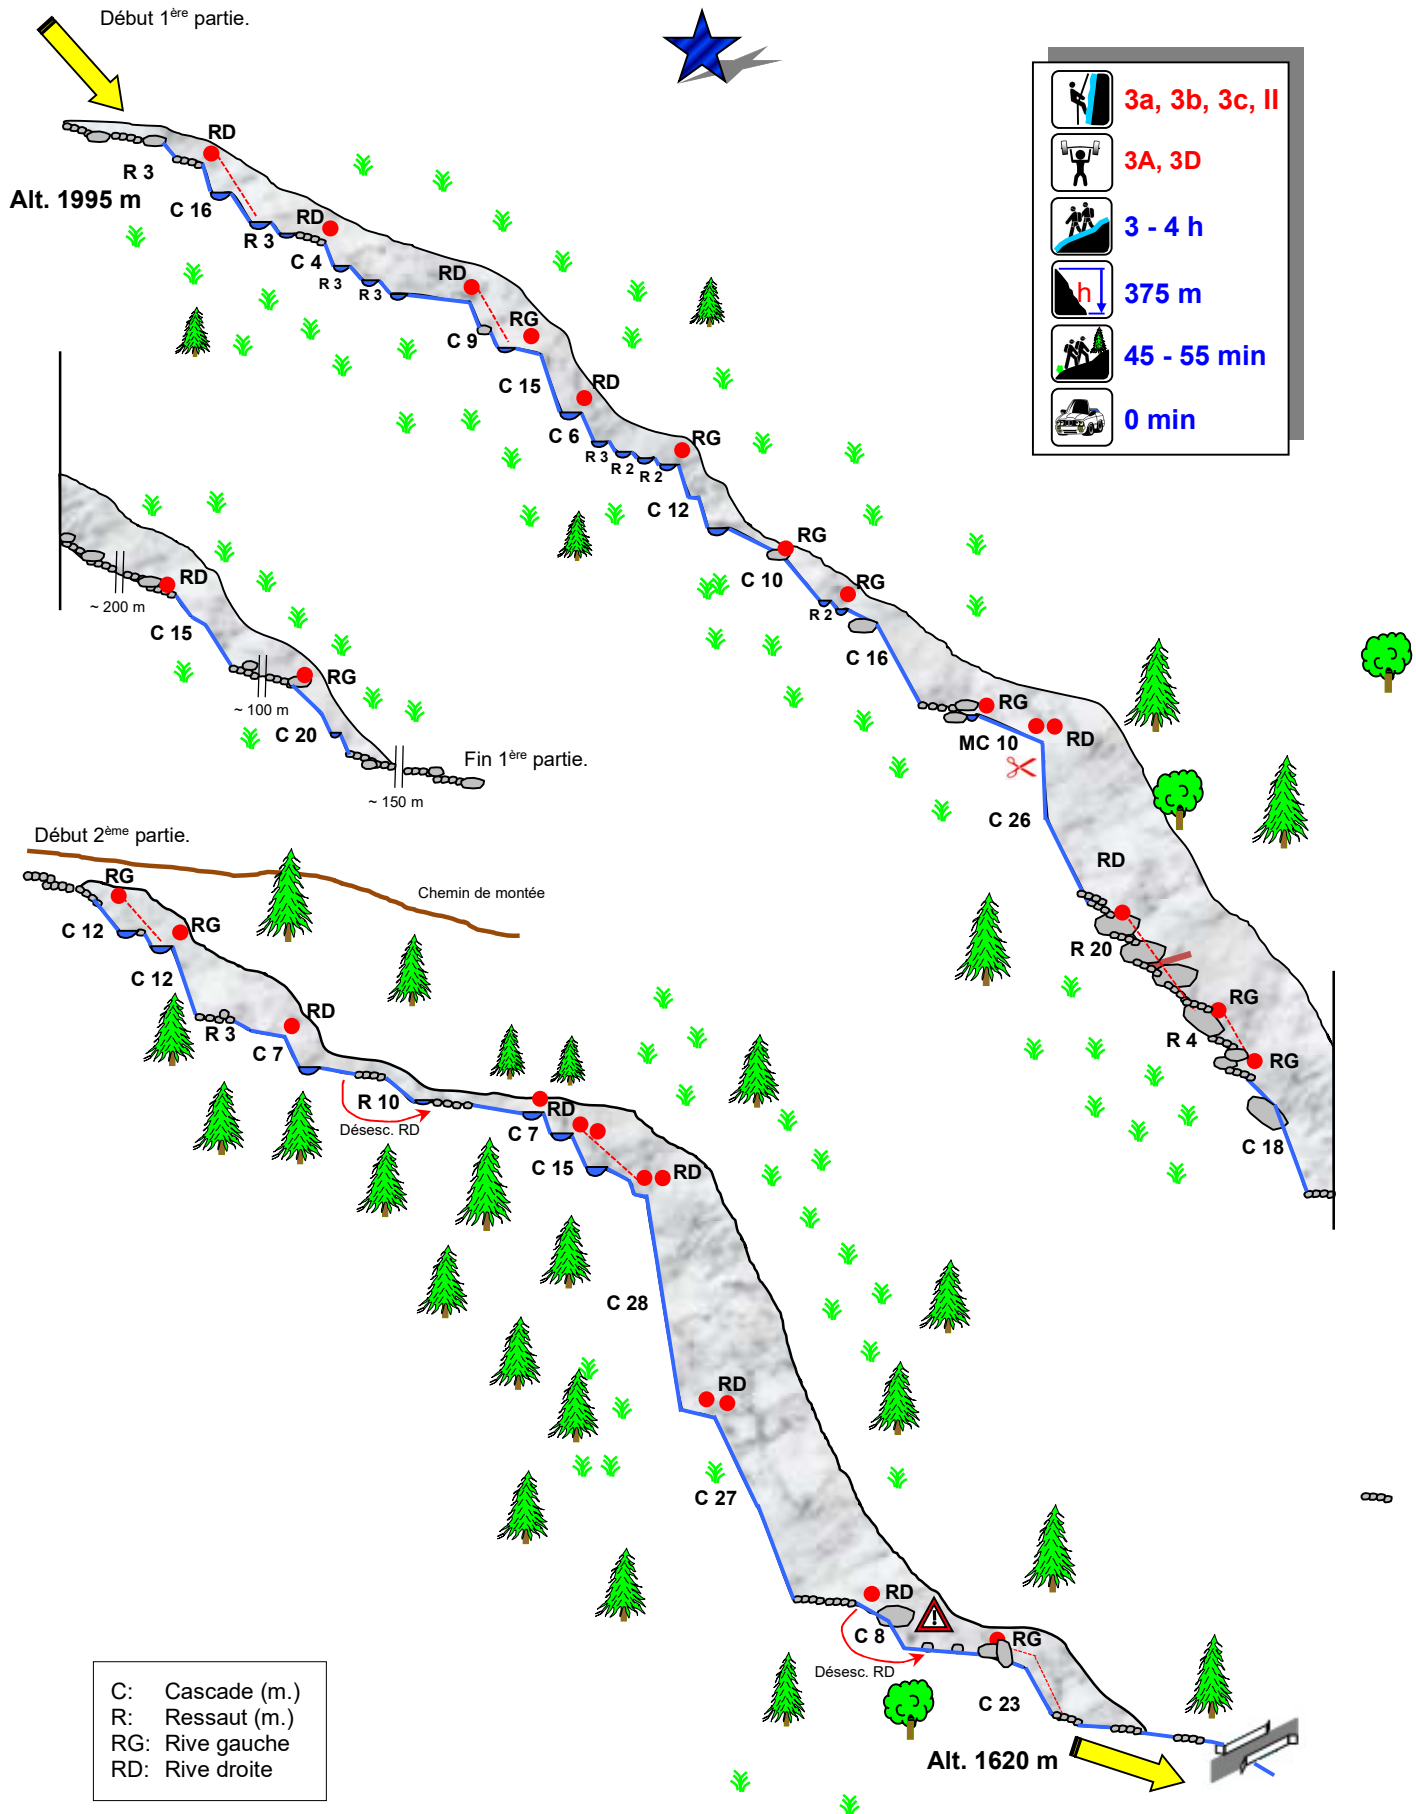 Début 1ère partie.
3a, 3b, 3c, II
3A, 3D
3 - 4 h
h
375 m
45 - 55 min
0 min
RD
R 3
Alt. 1995 m
C 16
RD
R 3
C 4
R 3
R 3
RD
C 9
RG
C 15
RD
C 6
R 3
R 2
R 2
RG
C 12
RG
C 10
RG
R 2
C 16
RG
MC 10
RD
C 26
RD
R 20
RG
R 4
RG
C 18
RD
~ 200 m
C 15
RG
~ 100 m
C 20
Fin 1ère partie.
~ 150 m
Début 2ème partie.
Chemin de montée
RG
C 12
RG
C 12
R 3
RD
C 7
R 10
Désesc. RD
RD
C 7
C 15
RD
C 28
RD
C 27
RD
C 8
Désesc. RD
RG
C 23
Alt. 1620 m
C: Cascade (m.)
R: Ressaut (m.)
RG: Rive gauche
RD: Rive droite